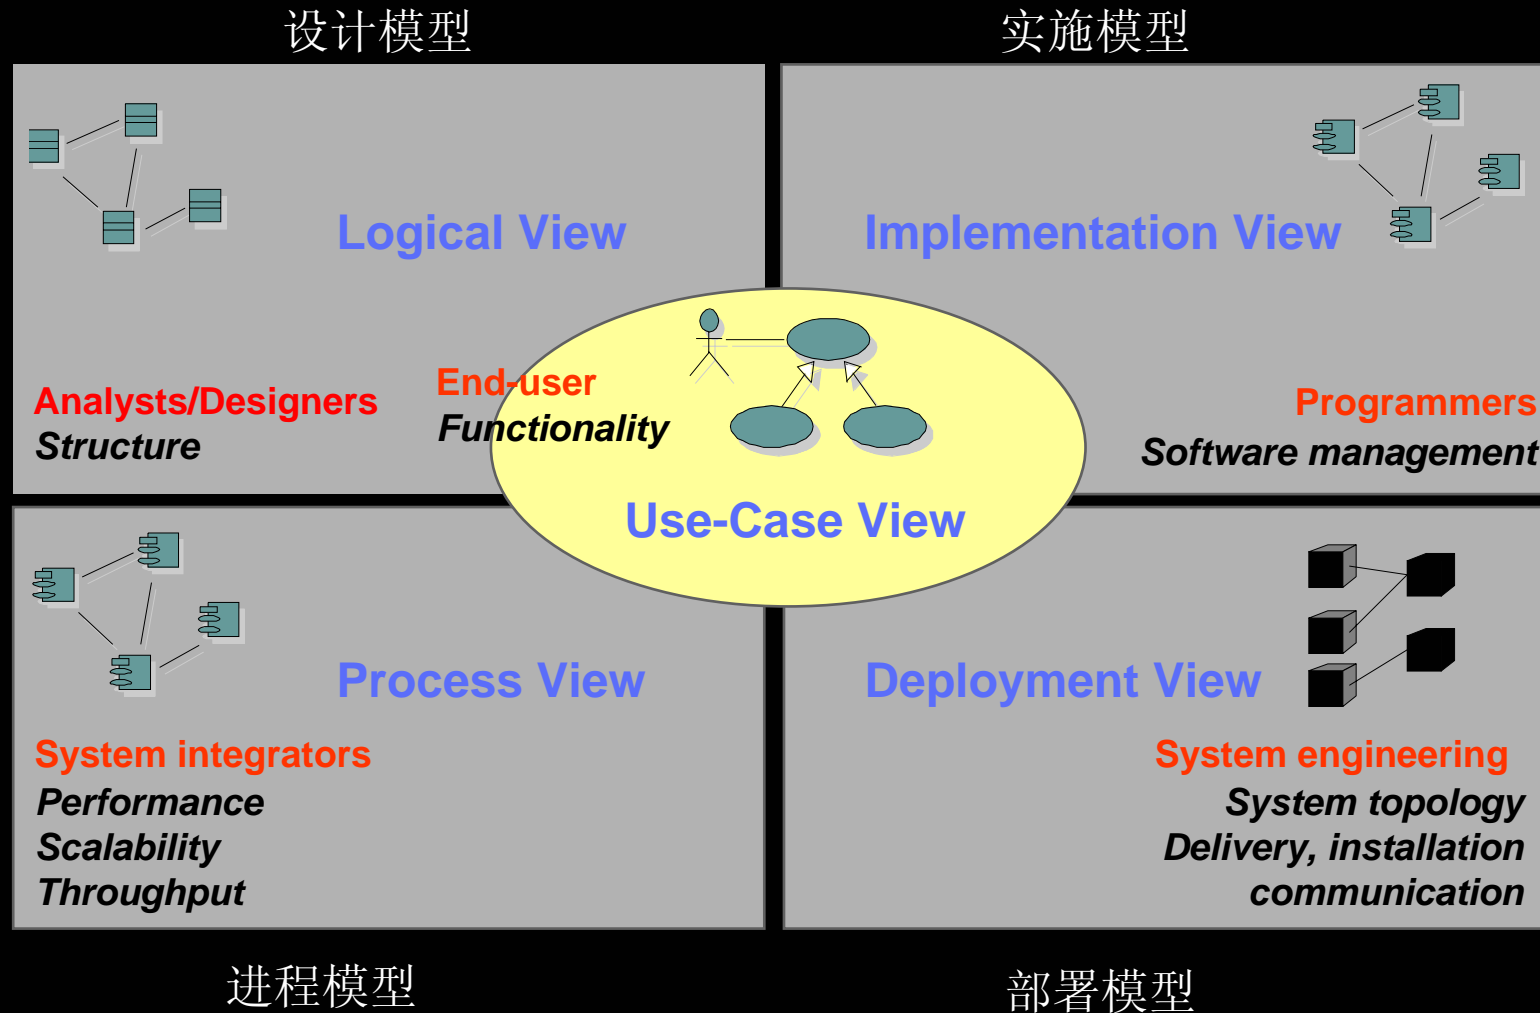 设计模型
实施模型
Logical View
Implementation View
Analysts/Designers
Structure
End-user
Functionality
Programmers
Software management
Use-Case View
Process View
Deployment View
System integrators
Performance
Scalability
Throughput
System engineering
System topology
Delivery, installation
communication
进程模型
部署模型